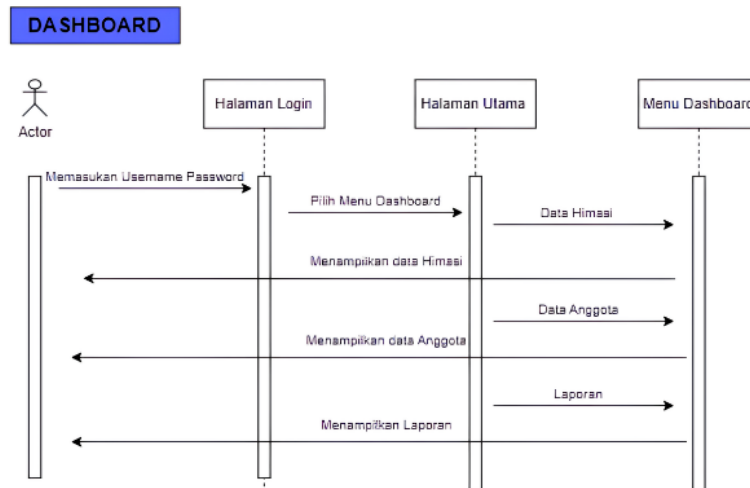 DASHBOARD
Actor
Halaman Login
Halaman Utama
Menu Dashboard
Memasukan Username Password
Pilih Menu Dashboard
Data Himasi
Menampilkan data Himasi
Data Anggota
Menampilkan data Anggota
Laporan
Menampilkan Laporan